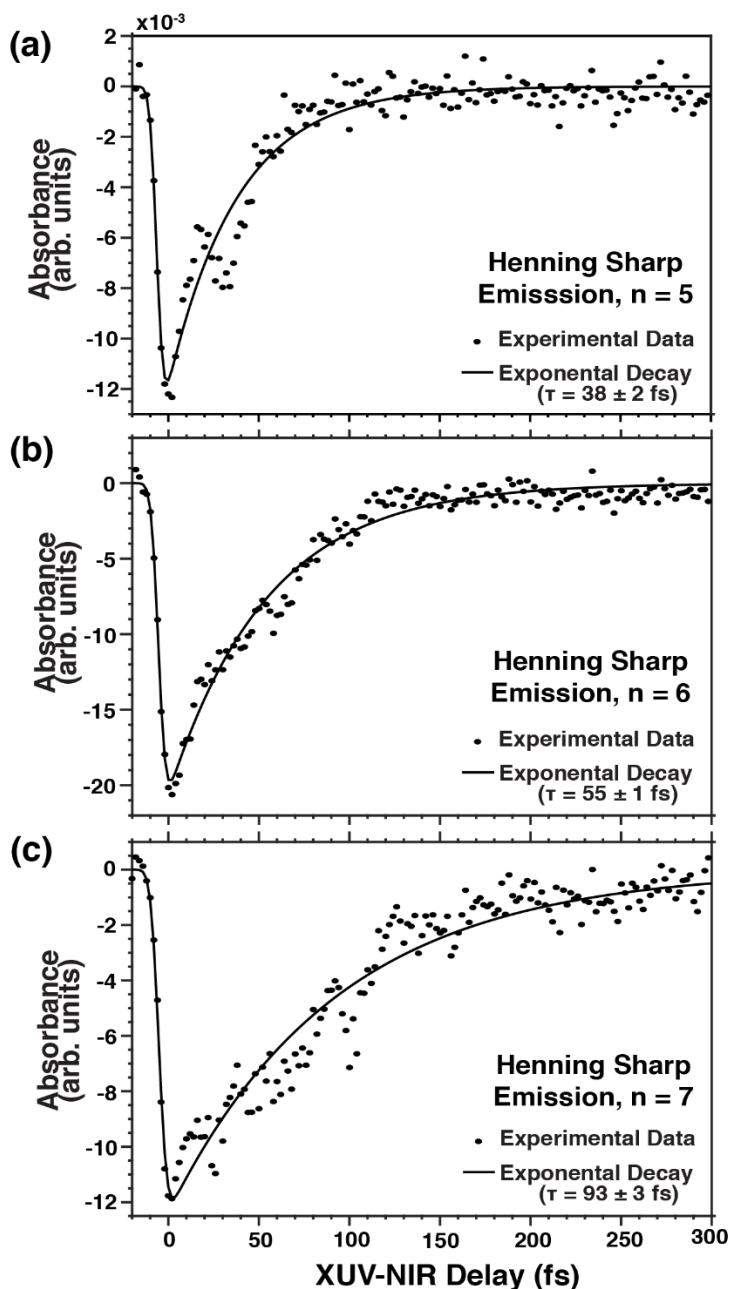 x10⁻³
(a)
2
0
-2
-4
-6
-8
-10
-12
Absorbance
(arb. units)
Henning Sharp
Emisssion, n = 5
Experimental Data
Exponental Decay
(τ = 38 ± 2 fs)
(b)
0
-5
-10
-15
-20
Absorbance
(arb. units)
Henning Sharp
Emission, n = 6
Experimental Data
Exponental Decay
(τ = 55 ± 1 fs)
(c)
0
-2
-4
-6
-8
-10
-12
Absorbance
(arb. units)
Henning Sharp
Emission, n = 7
Experimental Data
Exponental Decay
(τ = 93 ± 3 fs)
0 50 100 150 200 250 300
XUV-NIR Delay (fs)